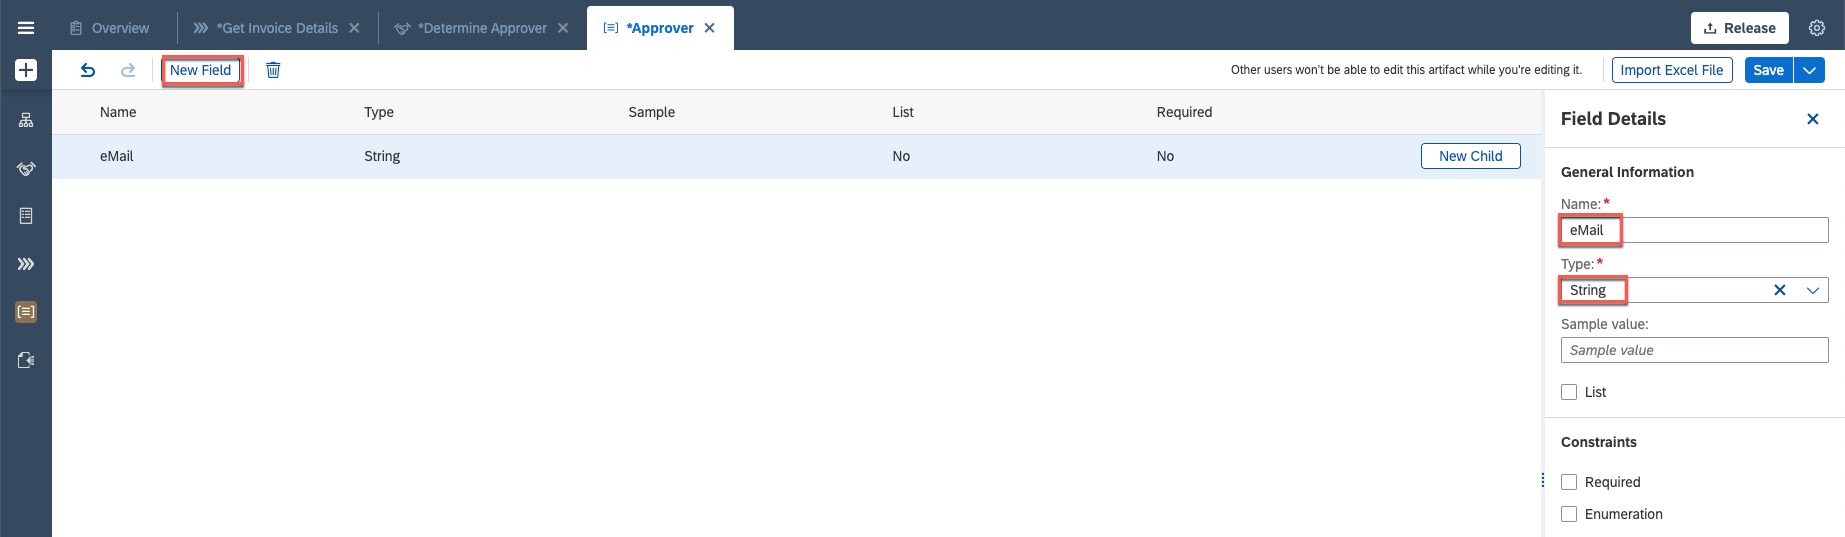 Overview
*Get Invoice Details
*Determine Approver
*Approver
Release
New Field
Other users won't be able to edit this artifact while you're editing it.
Import Excel File
Save
Name Type Sample List Required
eMail String No No New Child
Field Details
General Information
Name:*
eMail
Type:*
String
Sample value:
Sample value
List
Constraints
Required
Enumeration